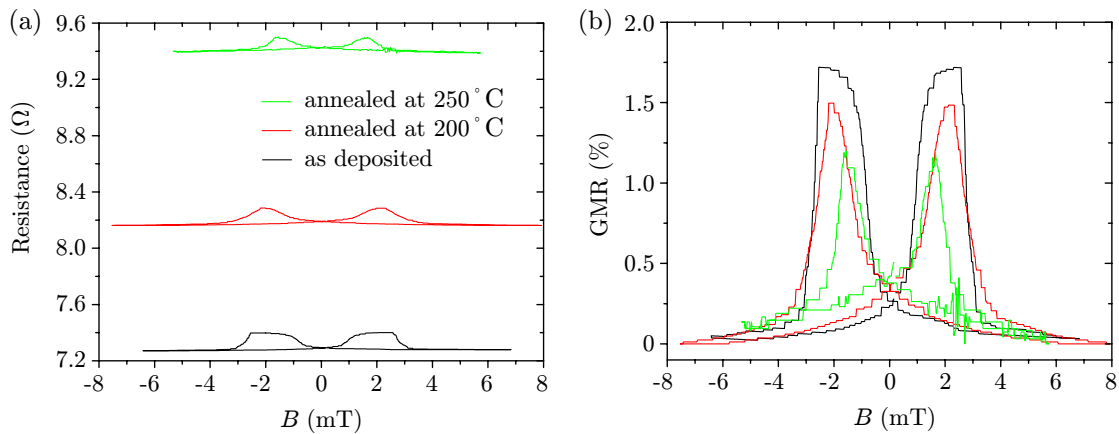 (a)
Resistance (Ω)
9.6
9.2
8.8
8.4
8.0
7.6
7.2
annealed at 250°C
annealed at 200°C
as deposited
-8 -6 -4 -2 0 2 4 6 8
B (mT)
(b)
GMR (%)
2.0
1.5
1.0
0.5
0
-8 -6 -4 -2 0 2 4 6 8
B (mT)